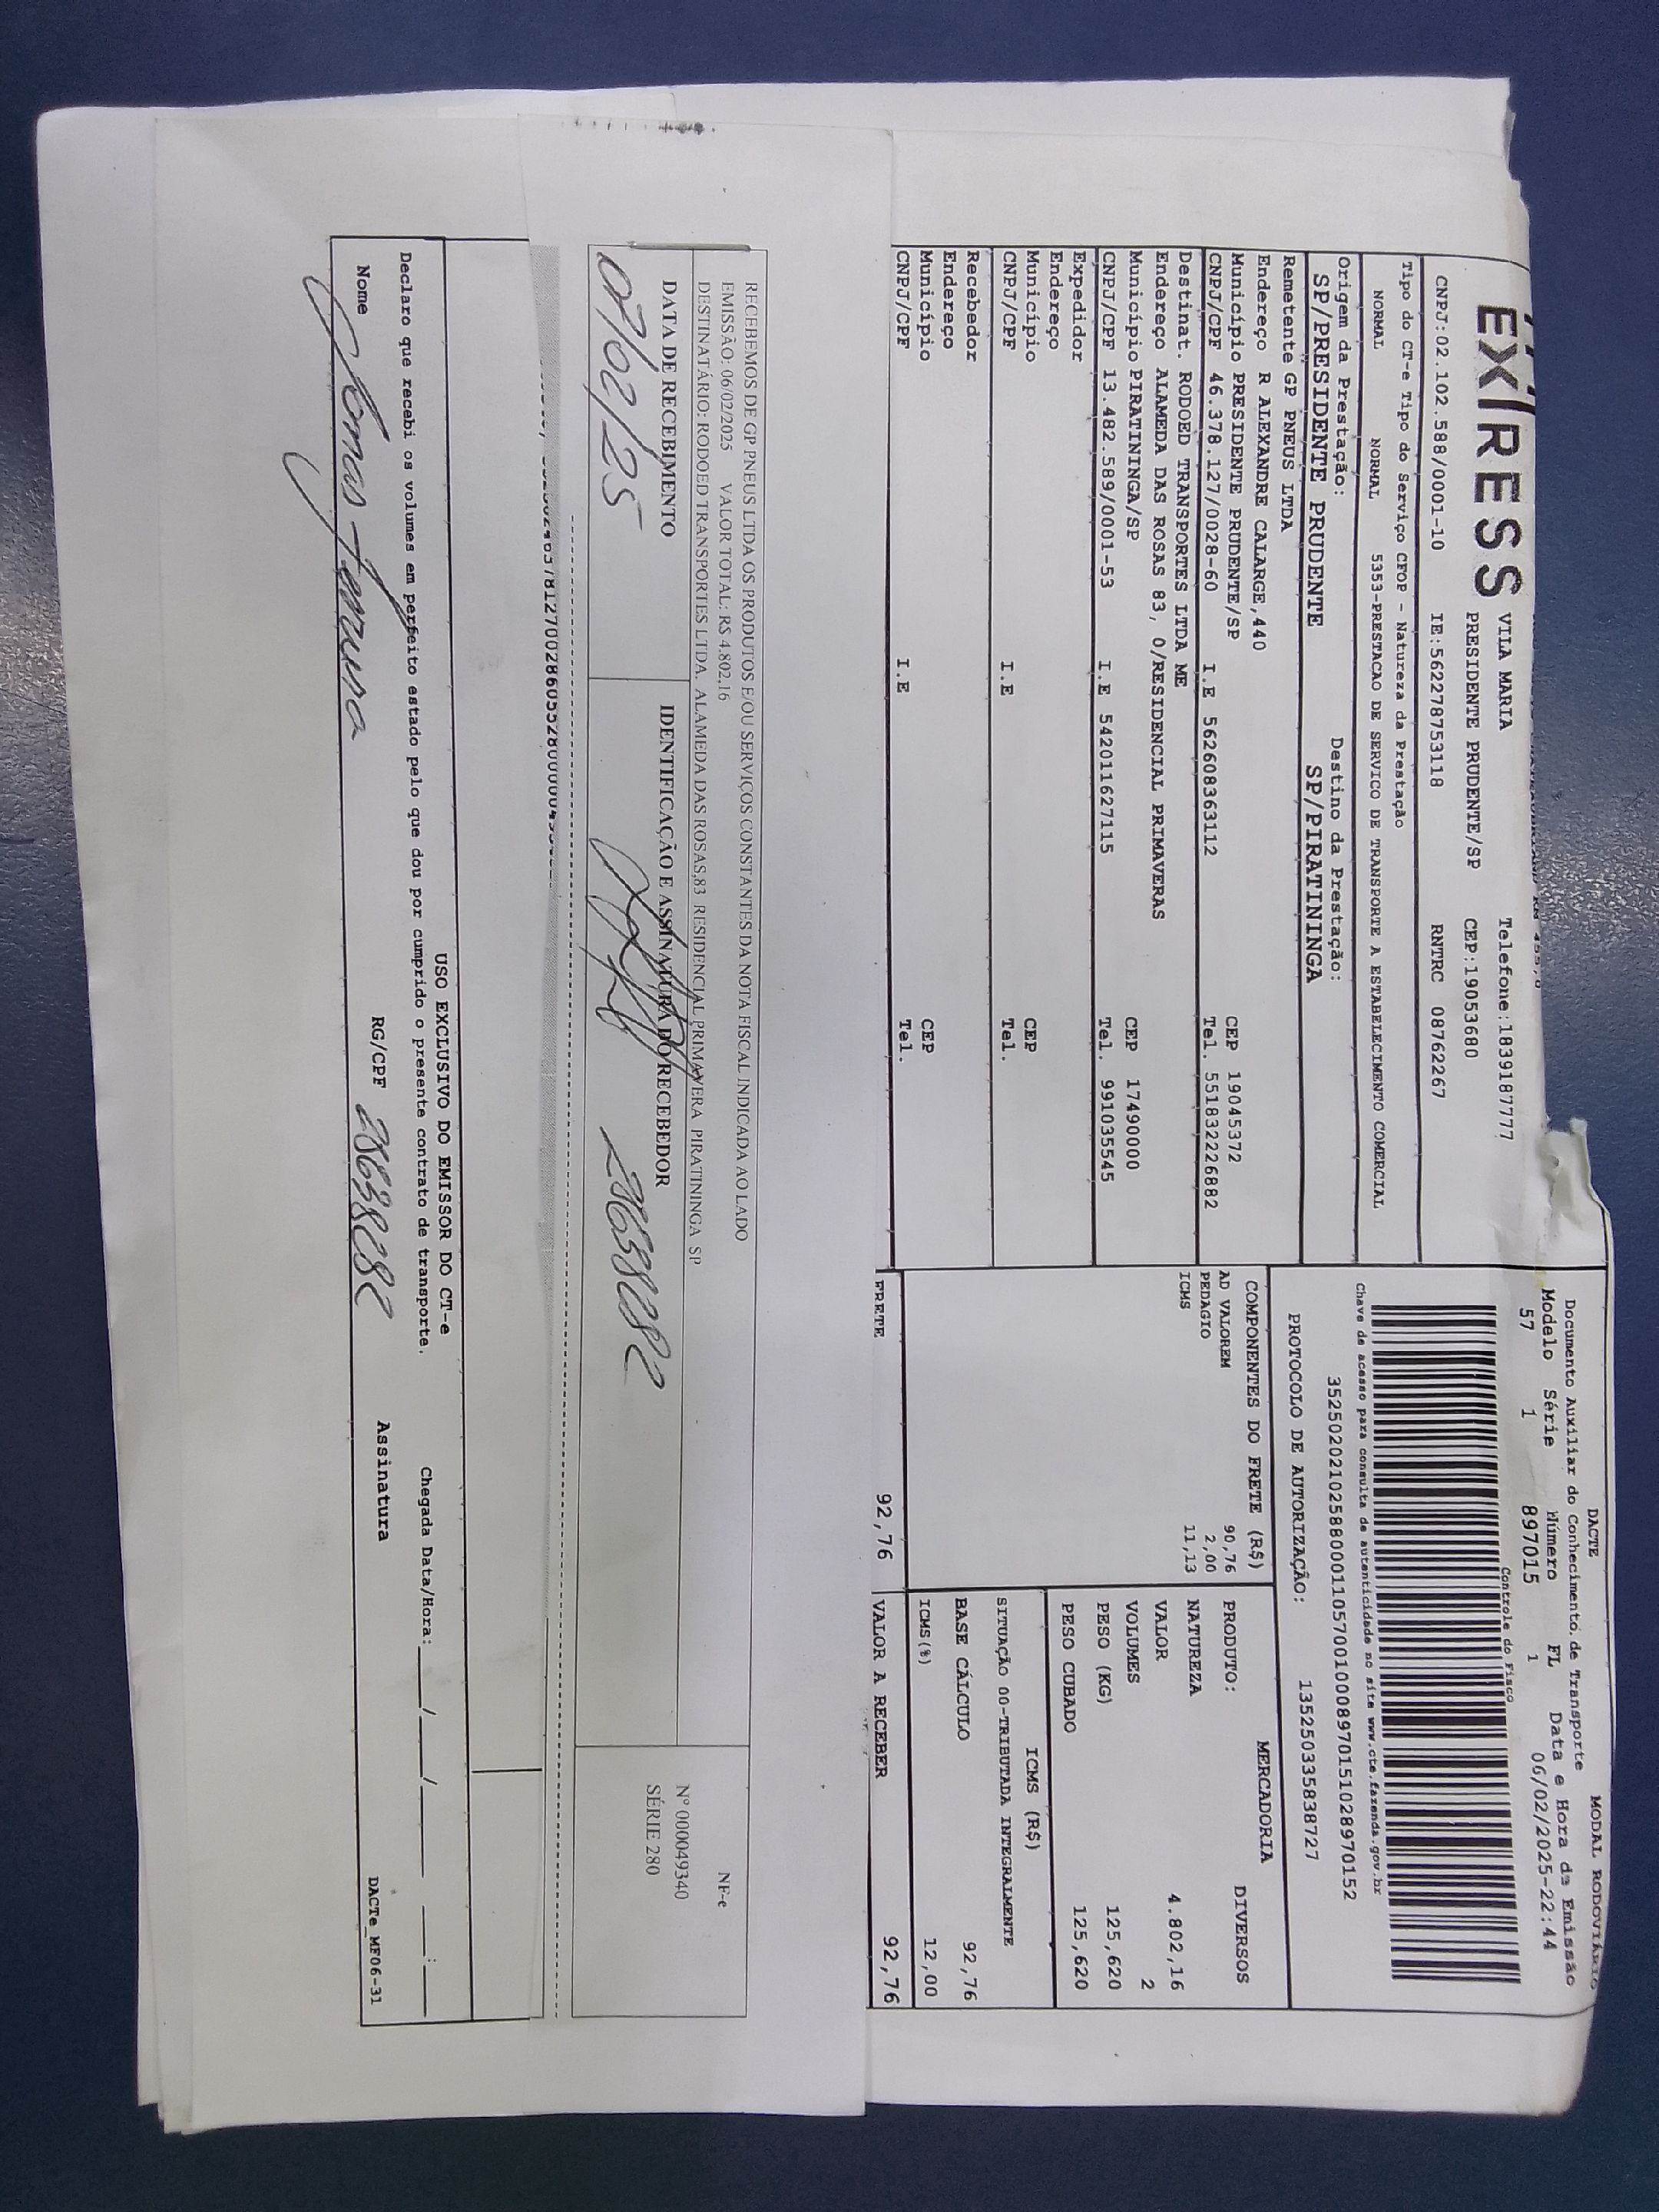 EXPRESS
VILA MARIA Telefone:1839187777
PRESIDENTE PRUDENTE/SP CEP:19053680
CNPJ:02.102.588/0001-10 IE:562278753118 RNTRC 08762267
Tipo do CT-e Tipo do Serviço CFOP - Natureza da Prestação
NORMAL NORMAL 5353-PRESTACAO DE SERVICO DE TRANSPORTE A ESTABELECIMENTO COMERCIAL
Origem da Prestação: Destino da Prestação:
SP/PRESIDENTE PRUDENTE SP/PIRATININGA
Remetente GP PNEUS LTDA
Endereço R ALEXANDRE CALARGE,440
Município PRESIDENTE PRUDENTE/SP CEP 19045372
CNPJ/CPF 46.378.127/0028-60 I.E 562608363112 Tel. 551832226882
Destinat. RODOED TRANSPORTES LTDA ME
Endereço ALAMEDA DAS ROSAS 83, 0/RESIDENCIAL PRIMAVERAS
Município PIRATININGA/SP CEP 17490000
CNPJ/CPF 13.482.589/0001-53 I.E 542011627115 Tel. 991035545
Expedidor
Endereço
Município CEP
CNPJ/CPF I.E Tel.
Recebedor
Endereço
Município CEP
CNPJ/CPF I.E Tel.
DACTE MODAL RODOVIÁRIO
Documento Auxiliar do Conhecimento de Transporte
Modelo Série Número FL Data e Hora de Emissão
57 1 897015 1 06/02/2025-22:44
Controle do Fisco
Chave de acesso para consulta de autenticidade no site www.cte.fazenda.gov.br
35250202102588000110570010008970151028970152
PROTOCOLO DE AUTORIZAÇÃO: 135250335838727
COMPONENTES DO FRETE (R$)
AD VALOREM 90,76
PEDAGIO 2,00
ICMS 11,13
FRETE 92,76
MERCADORIA
PRODUTO: DIVERSOS
NATUREZA
VALOR 4.802,16
VOLUMES 2
PESO (KG) 125,620
PESO CUBADO 125,620
ICMS (R$)
SITUAÇÃO 00-TRIBUTADA INTEGRALMENTE
BASE CÁLCULO 92,76
ICMS(%) 12,00
VALOR A RECEBER 92,76
RECEBEMOS DE GP PNEUS LTDA OS PRODUTOS E/OU SERVIÇOS CONSTANTES DA NOTA FISCAL INDICADA AO LADO
EMISSÃO: 06/02/2025 VALOR TOTAL: R$ 4.802,16
DESTINATÁRIO: RODOED TRANSPORTES LTDA. ALAMEDA DAS ROSAS,83 RESIDENCIAL PRIMAVERA PIRATININGA SP
DATA DE RECEBIMENTO IDENTIFICAÇÃO E ASSINATURA DO RECEBEDOR
07/02/25
NF-e
Nº 000049340
SÉRIE 280
USO EXCLUSIVO DO EMISSOR DO CT-e
Declaro que recebi os volumes em perfeito estado pelo que dou por cumprido o presente contrato de transporte. Chegada Data/Hora: ____/____/____ ____:____
Nome RG/CPF Assinatura
DACTe_MF06-31